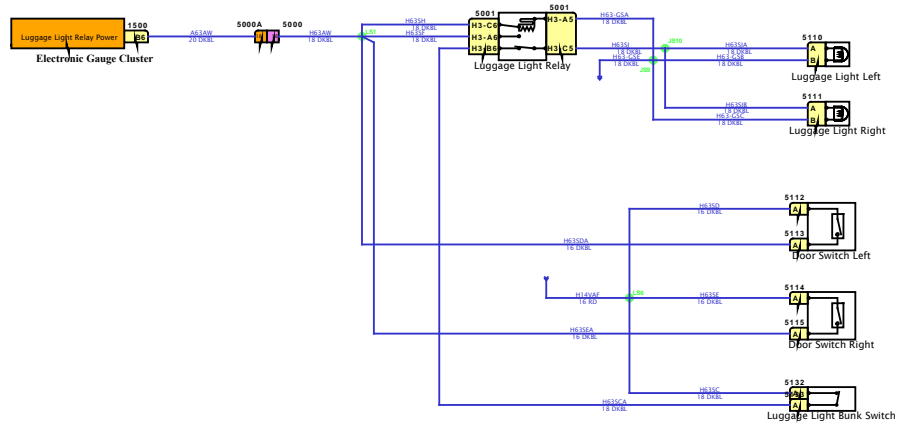 Luggage Light Relay Power
1500
B6
Electronic Gauge Cluster
A63AW
20 DKBL
5000A
5000
H63AW
18 DKBL
LS1
H63SH
18 DKBL
H63SF
18 DKBL
5001
5001
H3-C6
H3-A6
H3-B6
H3-A5
H3-C5
Luggage Light Relay
H63-GSA
18 DKBL
H63SJ
18 DKBL
H63-GSE
18 DKBL
JB10
H63SJA
18 DKBL
H63-GSB
18 DKBL
5110
A
B
Luggage Light Left
H63SJB
18 DKBL
H63-GSC
18 DKBL
5111
A
B
Luggage Light Right
H63SD
16 DKBL
5112
A
H63SDA
16 DKBL
5113
A
Door Switch Left
H14VAF
16 RD
H63SE
16 DKBL
5114
A
H63SEA
16 DKBL
5115
A
Door Switch Right
H63SC
18 DKBL
5132
H63SCA
18 DKBL
A
Luggage Light Bunk Switch